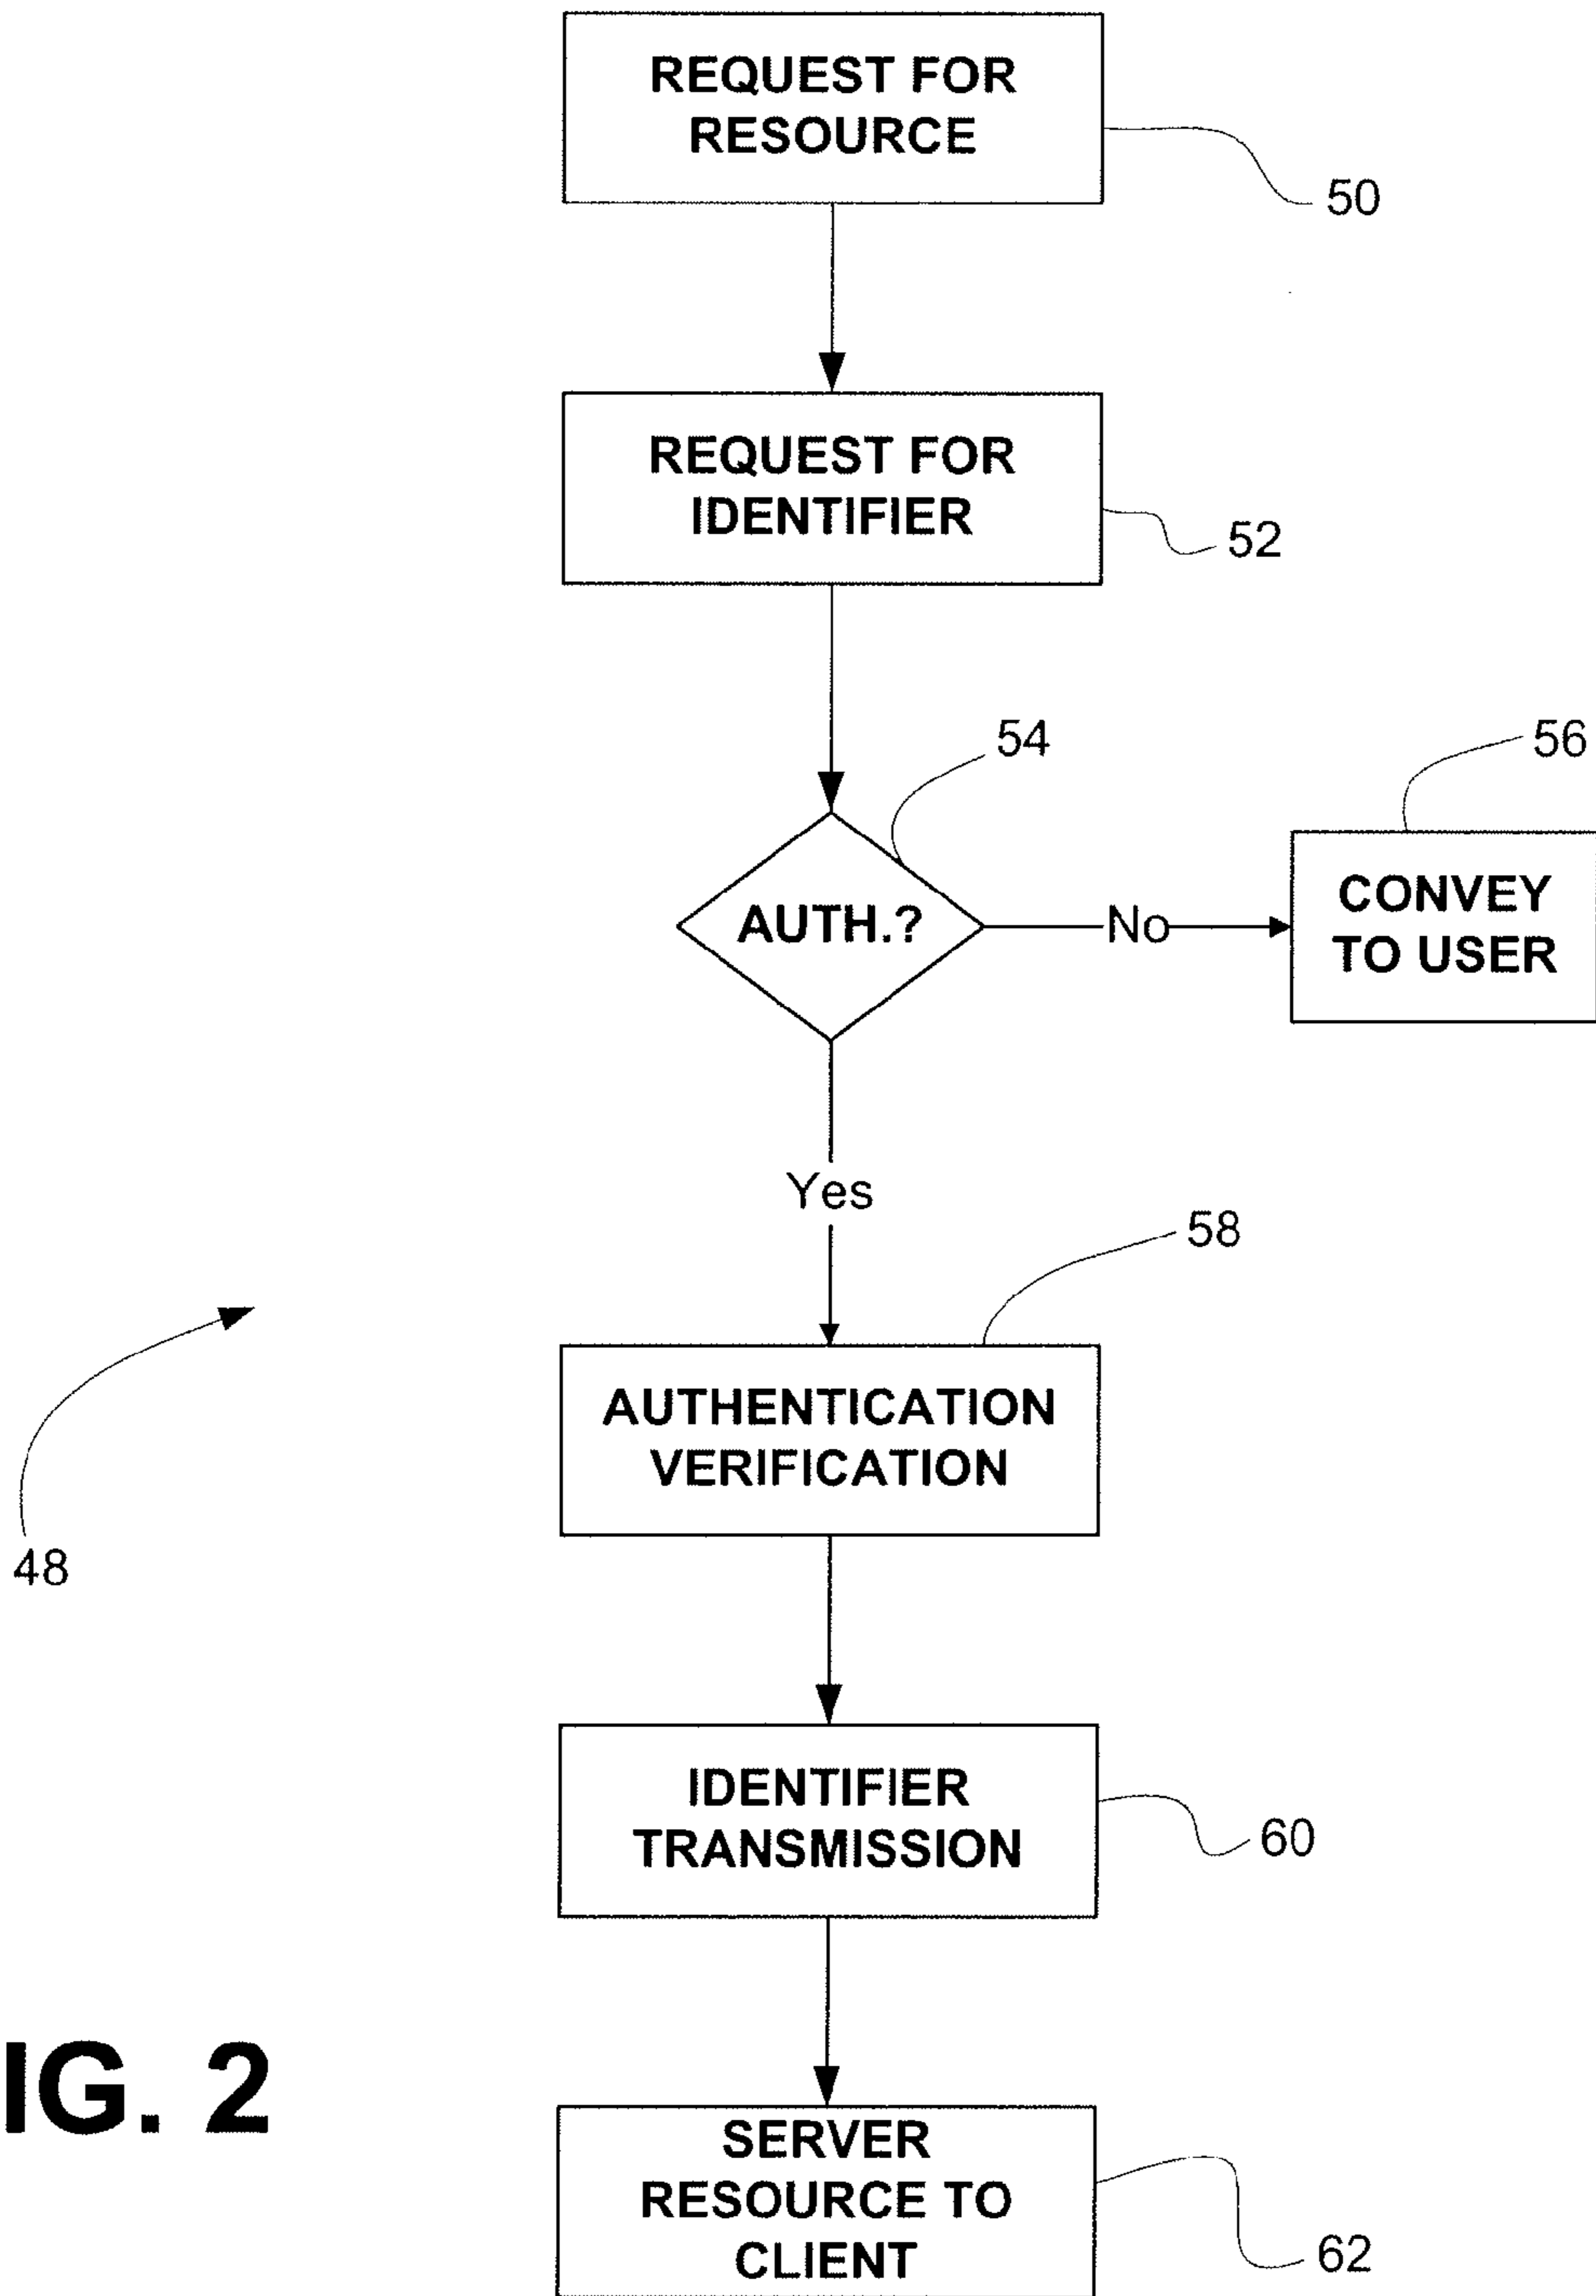 REQUEST FOR
RESOURCE
50
REQUEST FOR
IDENTIFIER
52
54
56
AUTH.?
No
CONVEY
TO USER
Yes
58
AUTHENTICATION
VERIFICATION
48
IDENTIFIER
TRANSMISSION
60
IG. 2
SERVER
RESOURCE TO
CLIENT
62